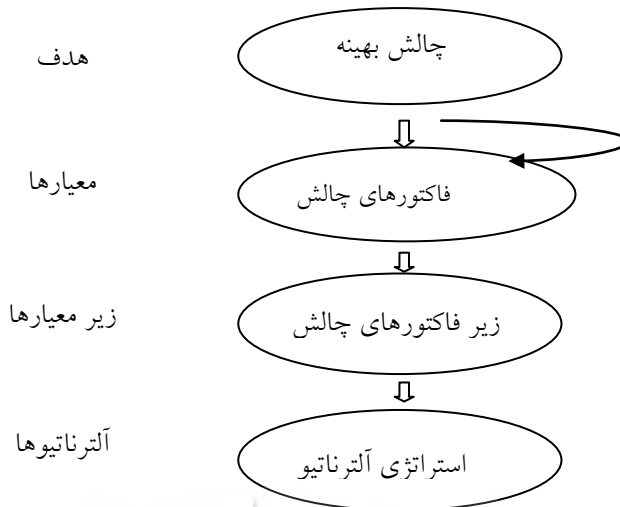 هدف
چالش بهینه
معیارها
فاکتورهای چالش
زیر معیارها
زیر فاکتورهای چالش
آلترناتیوها
استراتژی آلترناتیو